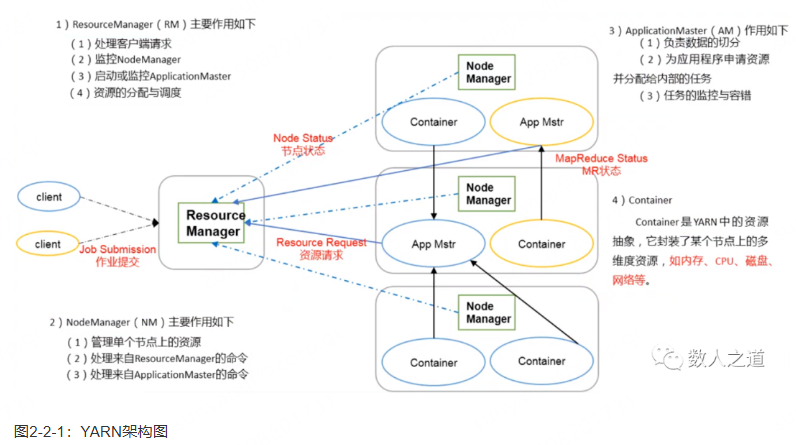 1）ResourceManager（RM）主要作用如下
（1）处理客户端请求
（2）监控NodeManager
（3）启动或监控ApplicationMaster
（4）资源的分配与调度
3）ApplicationMaster（AM）作用如下
（1）负责数据的切分
（2）为应用程序申请资源
并分配给内部的任务
（3）任务的监控与容错
Node
Manager
Container
App Mstr
Node Status
节点状态
MapReduce Status
MR状态
client
client
Resource
Manager
Job Submission
作业提交
Resource Request
资源请求
Node
Manager
App Mstr
Container
4）Container
Container是YARN中的资源
抽象，它封装了某个节点上的多
维度资源，如内存、CPU、磁盘、
网络等。
2）NodeManager（NM）主要作用如下
（1）管理单个节点上的资源
（2）处理来自ResourceManager的命令
（3）处理来自ApplicationMaster的命令
Node
Manager
Container
Container
数人之道
图2-2-1：YARN架构图